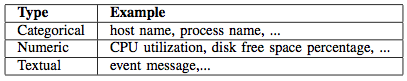 Type Example
Categorical host name, process name, ...
Numeric CPU utilization, disk free space percentage, ...
Textual event message,...